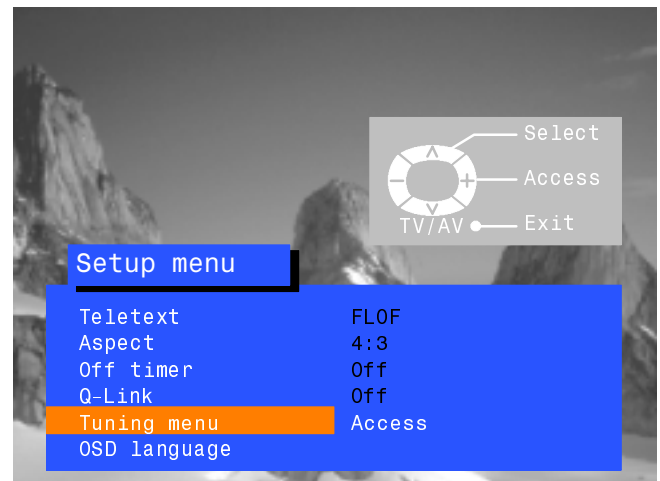 Select
Access
TV/AV Exit
Setup menu
Teletext FLOF
Aspect 4:3
Off timer Off
Q-Link Off
Tuning menu Access
OSD language